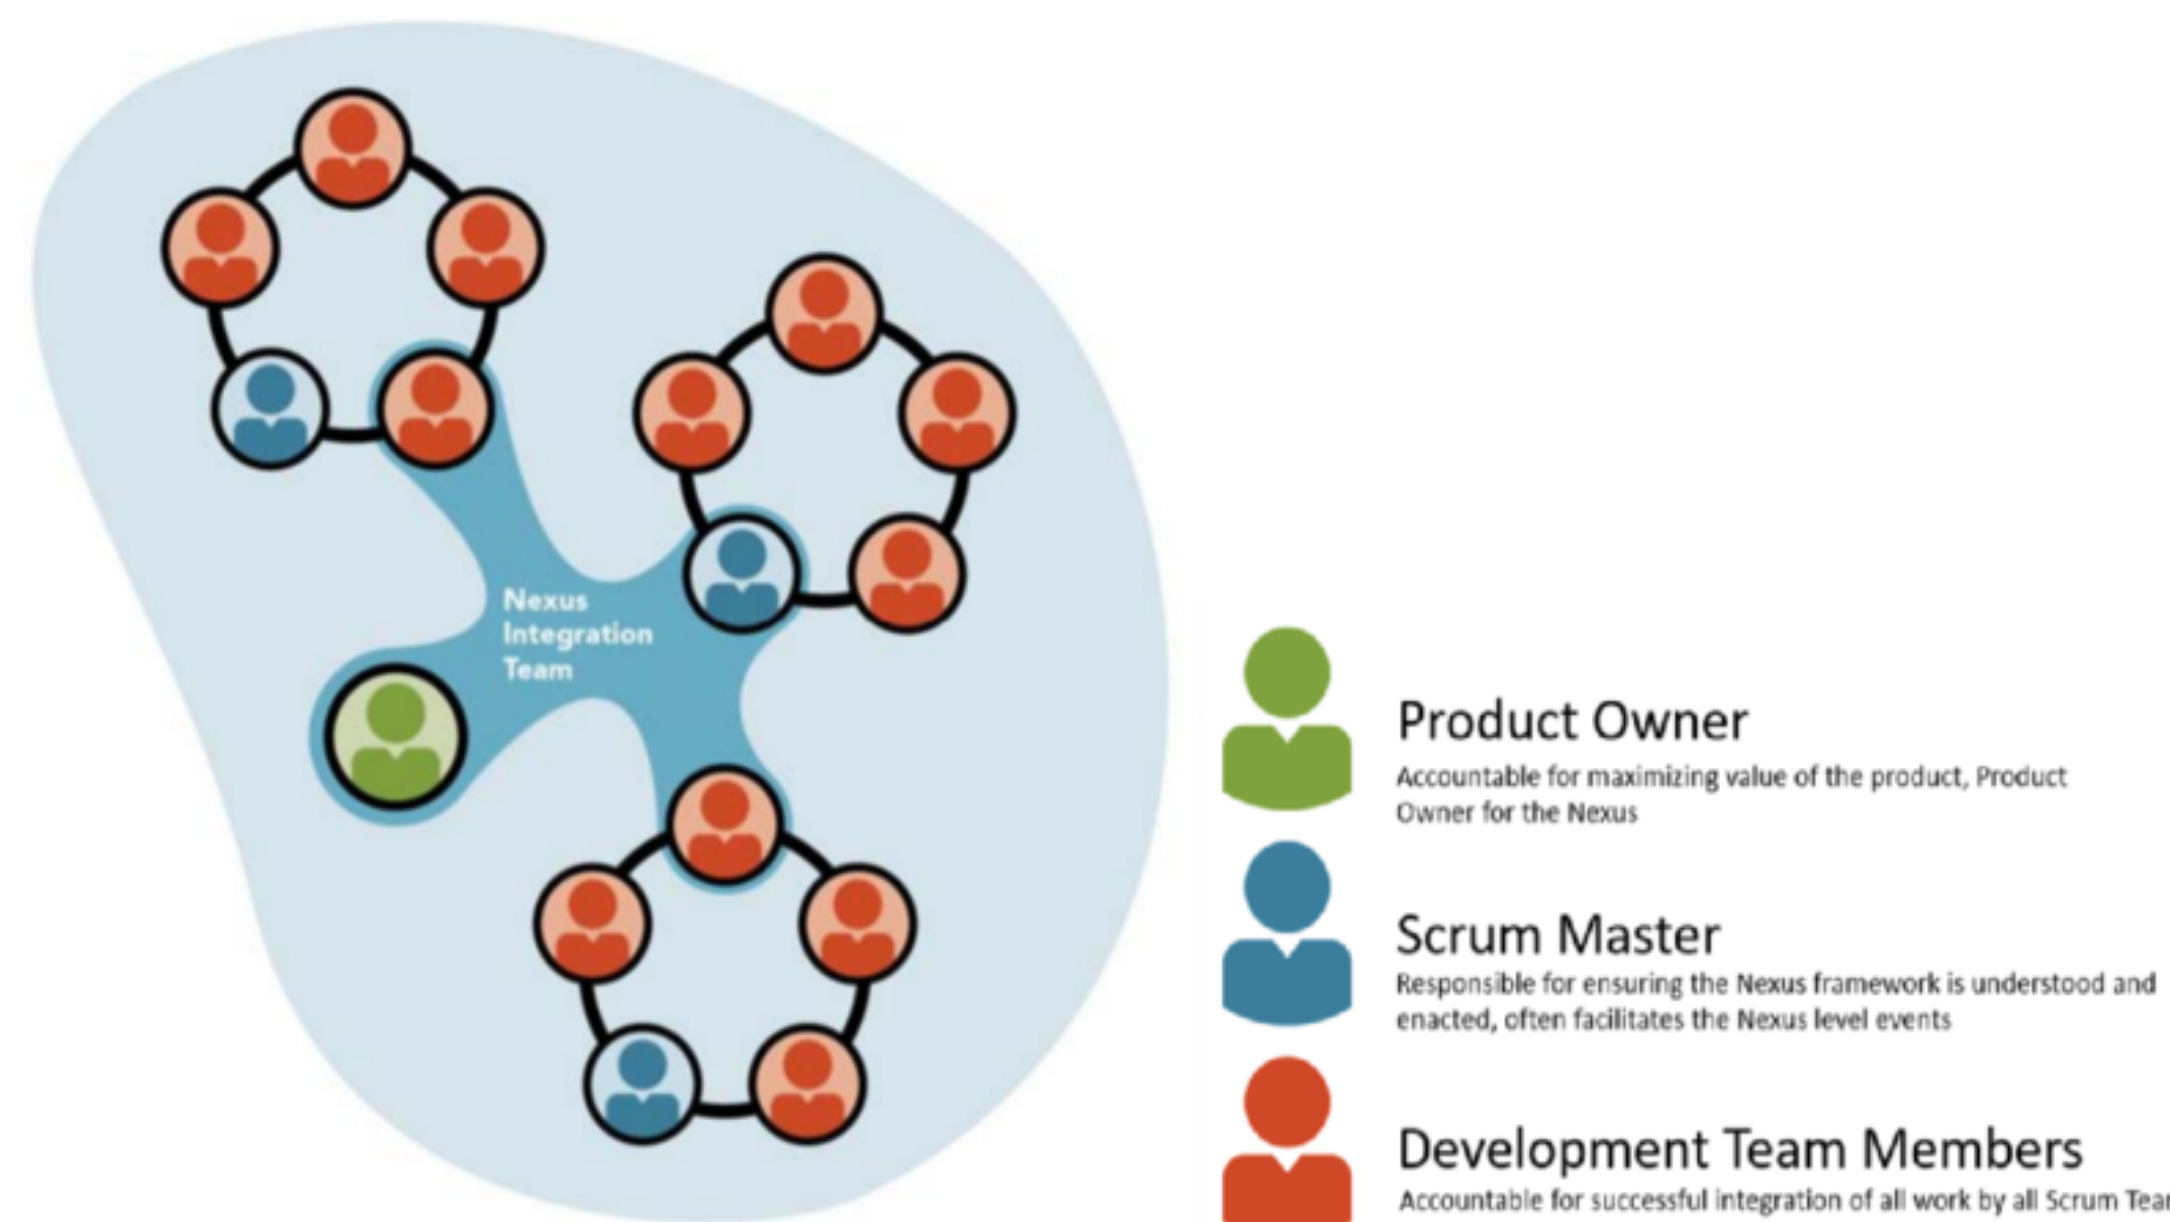 Nexus
Integration
Team
Product Owner
Accountable for maximizing value of the product, Product
Owner for the Nexus
Scrum Master
Responsible for ensuring the Nexus framework is understood and
enacted, often facilitates the Nexus level events
Development Team Members
Accountable for successful integration of all work by all Scrum